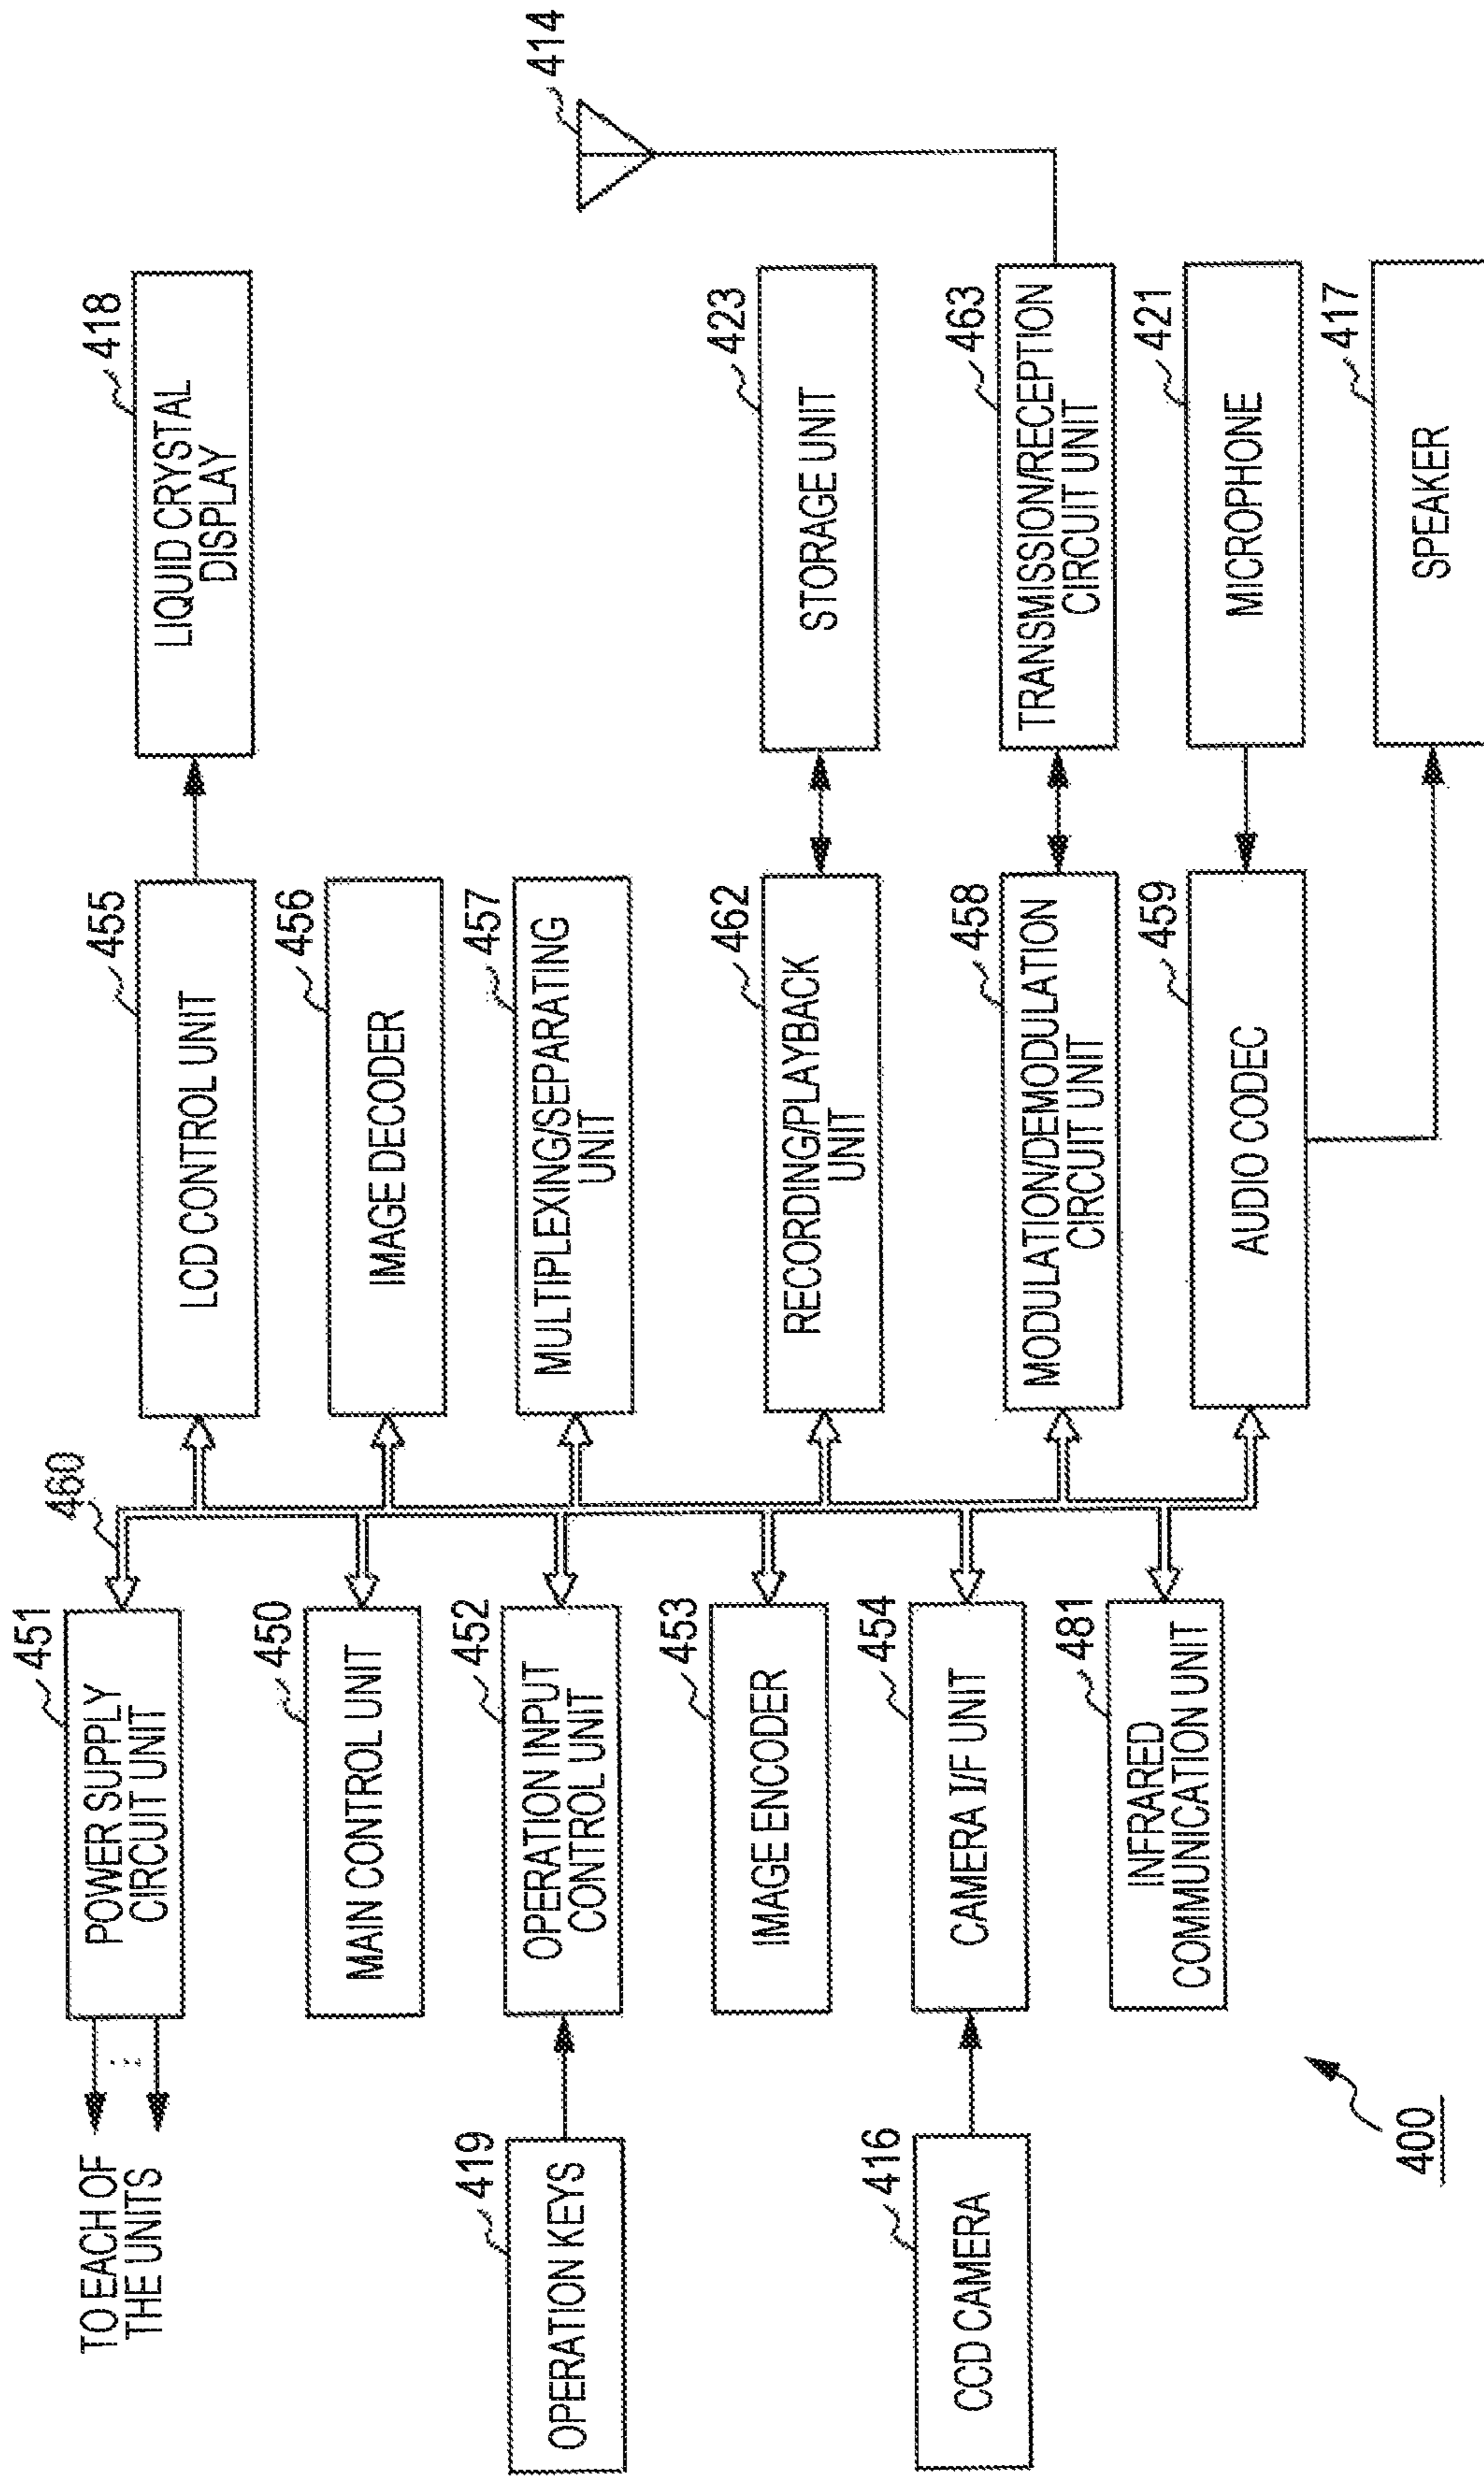 TO EACH OF
THE UNITS
451
POWER SUPPLY
CIRCUIT UNIT
460
450
MAIN CONTROL UNIT
419
OPERATION KEYS
452
OPERATION INPUT
CONTROL UNIT
453
IMAGE ENCODER
416
CCD CAMERA
454
CAMERA I/F UNIT
481
INFRARED
COMMUNICATION UNIT
400
455
LCD CONTROL UNIT
418
LIQUID CRYSTAL
DISPLAY
456
IMAGE DECODER
457
MULTIPLEXING/SEPARATING
UNIT
462
RECORDING/PLAYBACK
UNIT
423
STORAGE UNIT
414
458
MODULATION/DEMODULATION
CIRCUIT UNIT
463
TRANSMISSION/RECEPTION
CIRCUIT UNIT
459
AUDIO CODEC
421
MICROPHONE
417
SPEAKER